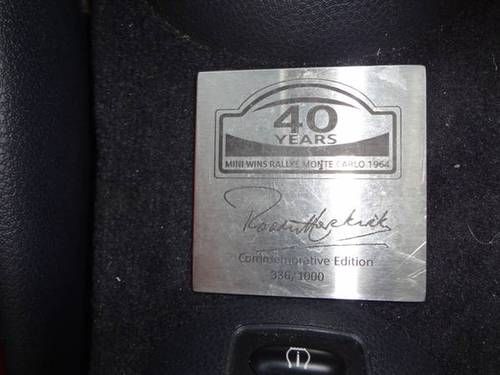 40
YEARS
MINI WINS RALLYE MONTE CARLO 1964
Commemorative Edition
336/1000